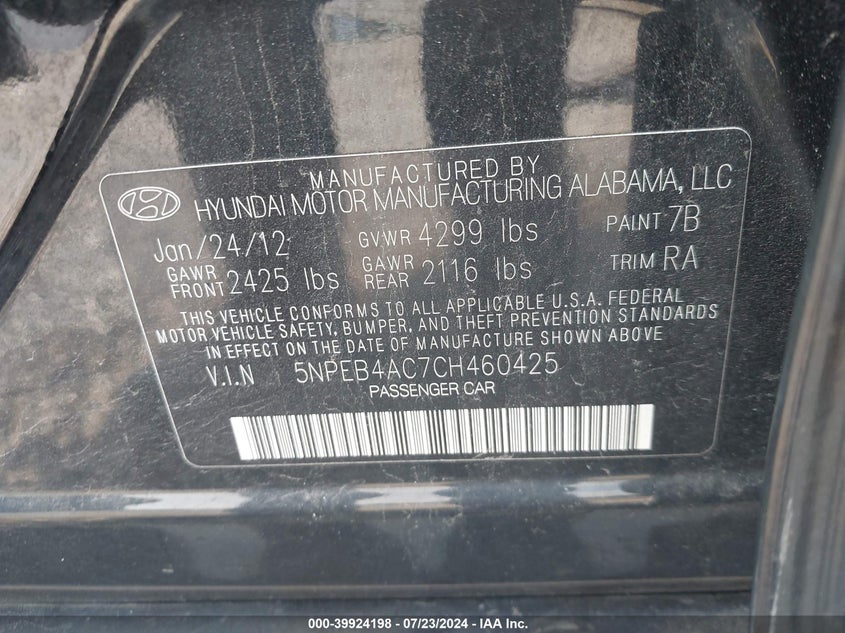 MANUFACTURED BY
HYUNDAI MOTOR MANUFACTURING ALABAMA, LLC
Jan/24/12 GVWR 4299 lbs PAINT 7B
GAWR FRONT 2425 lbs GAWR REAR 2116 lbs TRIM RA
THIS VEHICLE CONFORMS TO ALL APPLICABLE U.S.A. FEDERAL
MOTOR VEHICLE SAFETY, BUMPER, AND THEFT PREVENTION STANDARDS
IN EFFECT ON THE DATE OF MANUFACTURE SHOWN ABOVE
V.I.N 5NPEB4AC7CH460425
PASSENGER CAR
000-39924198 - 07/23/2024 - IAA Inc.